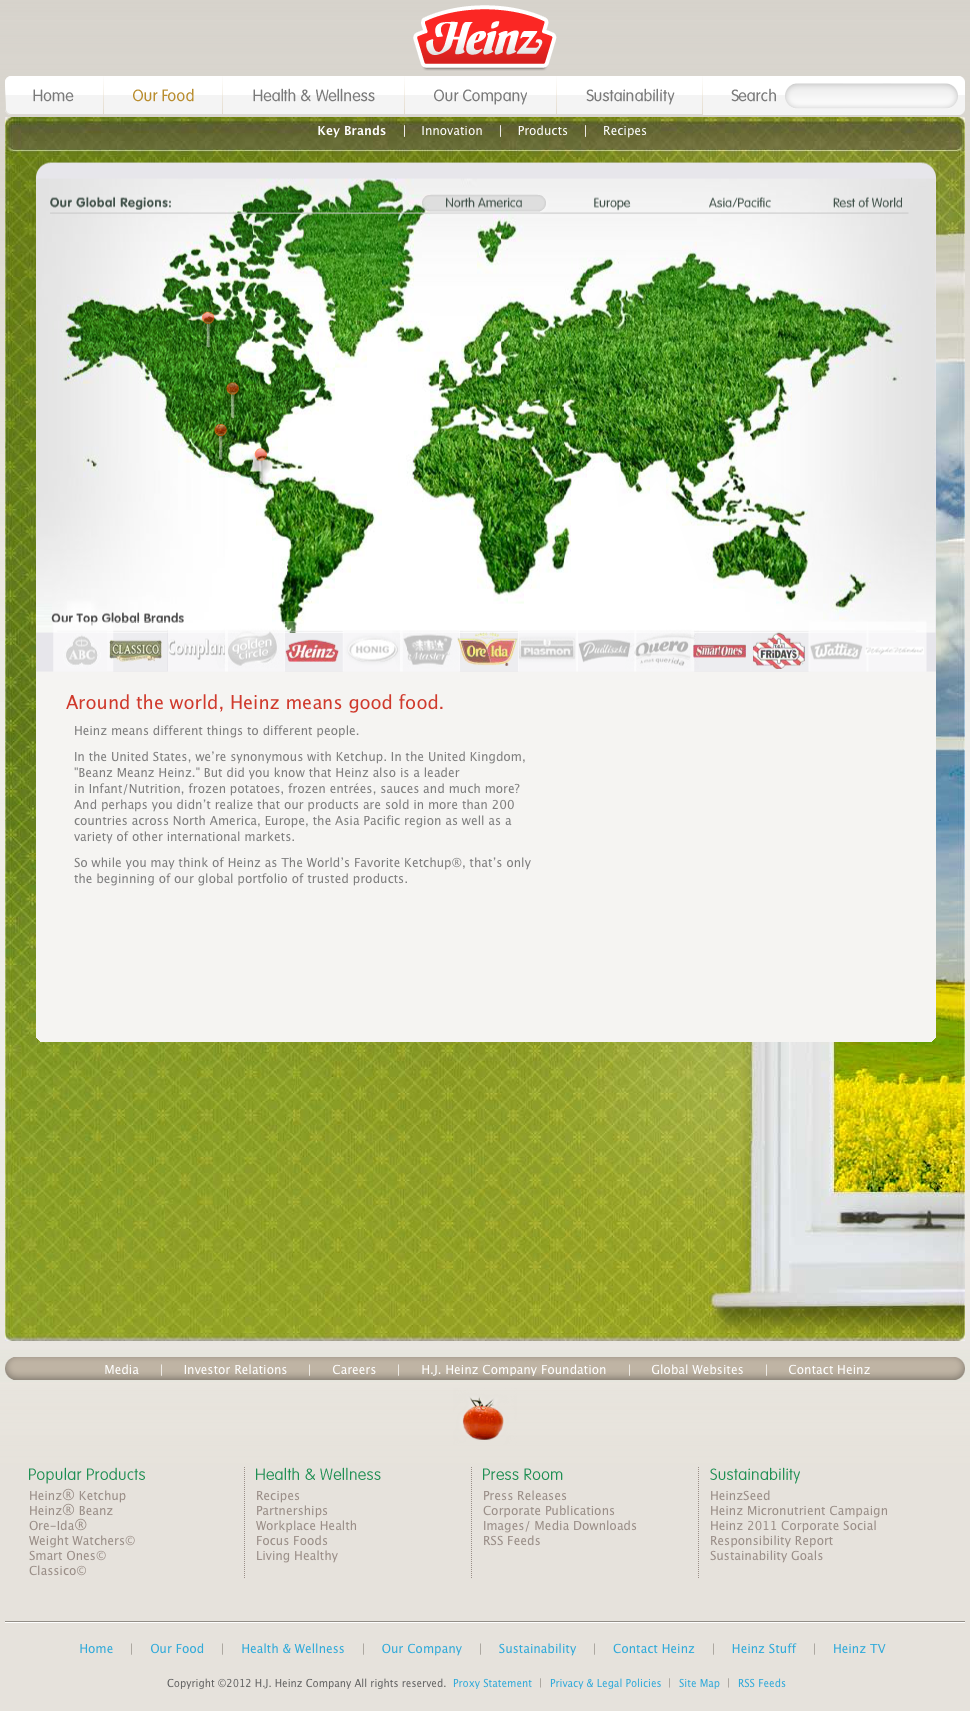 Heinz
Home Our Food Health & Wellness Our Company Sustainability Search
Key Brands | Innovation | Products | Recipes
Our Global Regions: North America Europe Asia/Pacific Rest of World
Our Top Global Brands
ABC CLASSICO Complan golden circle Heinz HONIG Master Ore Ida Plasmon Pudliszki Quero Smart Ones FRiDAYS Wattie's
Around the world, Heinz means good food.
Heinz means different things to different people.
In the United States, we're synonymous with Ketchup. In the United Kingdom,
"Beanz Meanz Heinz." But did you know that Heinz also is a leader
in Infant/Nutrition, frozen potatoes, frozen entrées, sauces and much more?
And perhaps you didn't realize that our products are sold in more than 200
countries across North America, Europe, the Asia Pacific region as well as a
variety of other international markets.
So while you may think of Heinz as The World's Favorite Ketchup®, that's only
the beginning of our global portfolio of trusted products.
Media | Investor Relations | Careers | H.J. Heinz Company Foundation | Global Websites | Contact Heinz
Popular Products
Heinz® Ketchup
Heinz® Beanz
Ore-Ida®
Weight Watchers©
Smart Ones©
Classico©
Health & Wellness
Recipes
Partnerships
Workplace Health
Focus Foods
Living Healthy
Press Room
Press Releases
Corporate Publications
Images/ Media Downloads
RSS Feeds
Sustainability
HeinzSeed
Heinz Micronutrient Campaign
Heinz 2011 Corporate Social
Responsibility Report
Sustainability Goals
Home | Our Food | Health & Wellness | Our Company | Sustainability | Contact Heinz | Heinz Stuff | Heinz TV
Copyright ©2012 H.J. Heinz Company All rights reserved. Proxy Statement | Privacy & Legal Policies | Site Map | RSS Feeds